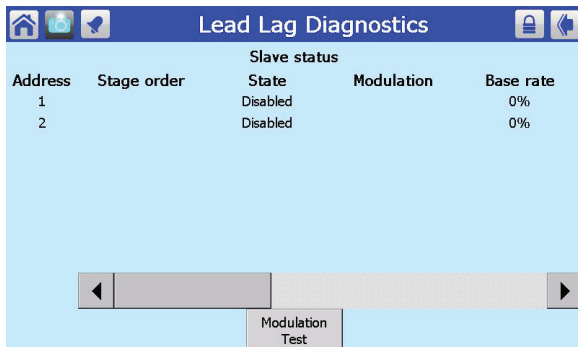 Lead Lag Diagnostics
Slave status
Address Stage order State Modulation Base rate
1 Disabled 0%
2 Disabled 0%
Modulation
Test